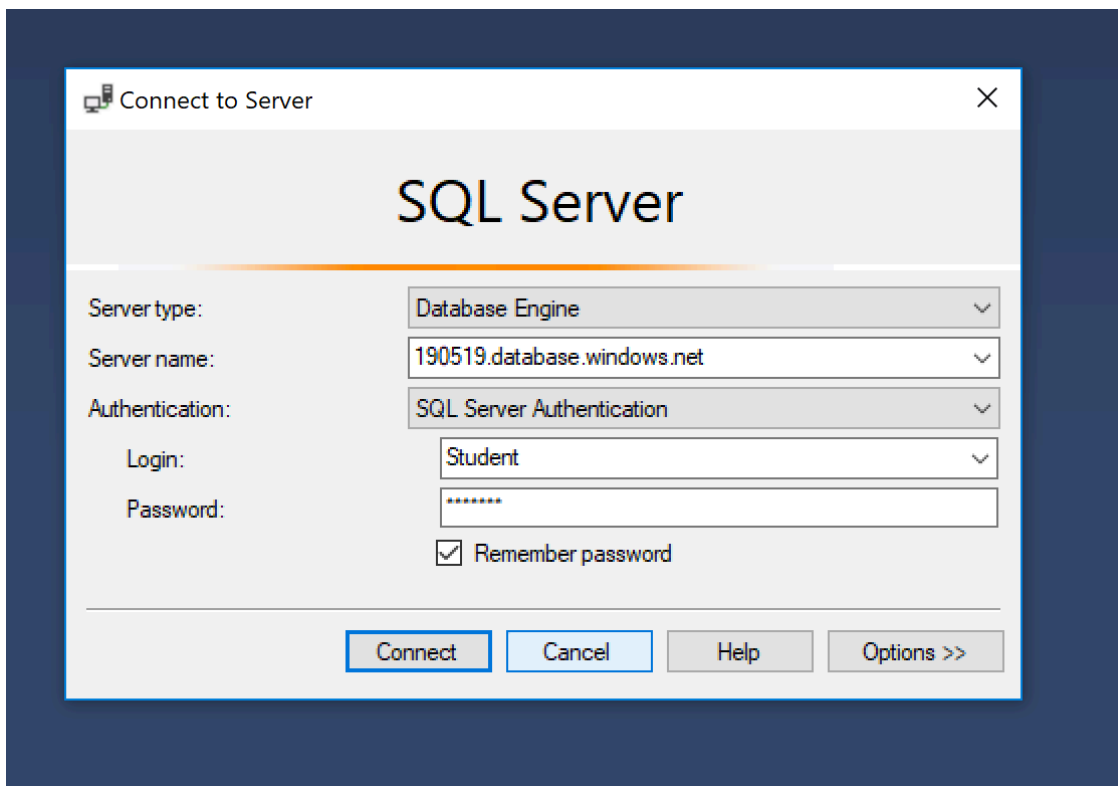 Connect to Server
SQL Server
Server type: Database Engine
Server name: 190519.database.windows.net
Authentication: SQL Server Authentication
Login: Student
Password: *******
Remember password
Connect Cancel Help Options >>